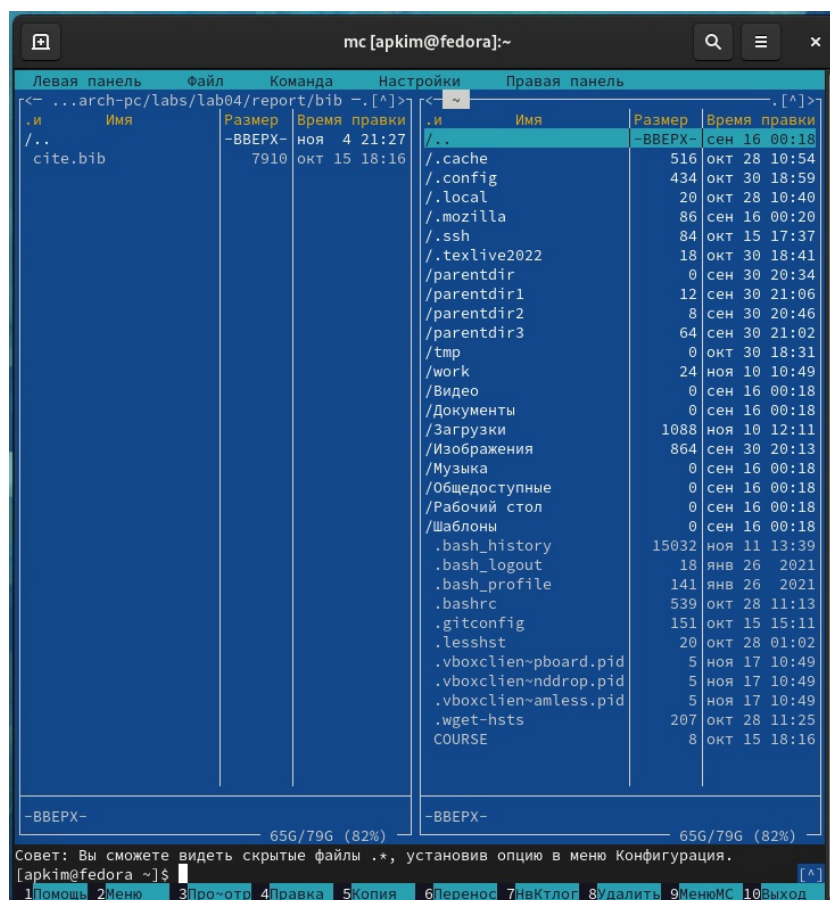 mc [apkim@fedora]:~
Левая панель Файл Команда Настройки Правая панель
<− ...arch-pc/labs/lab04/report/bib −.[^]>
.и Имя Размер Время правки
/.. -ВВЕРХ- ноя 4 21:27
cite.bib 7910 окт 15 18:16
-ВВЕРХ-
65G/79G (82%)
<− ~ .[^]>
.и Имя Размер Время правки
/.. -ВВЕРХ- сен 16 00:18
/.cache 516 окт 28 10:54
/.config 434 окт 30 18:59
/.local 20 окт 28 10:40
/.mozilla 86 сен 16 00:20
/.ssh 84 окт 15 17:37
/.texlive2022 18 окт 30 18:41
/parentdir 0 сен 30 20:34
/parentdir1 12 сен 30 21:06
/parentdir2 8 сен 30 20:46
/parentdir3 64 сен 30 21:02
/tmp 0 окт 30 18:31
/work 24 ноя 10 10:49
/Видео 0 сен 16 00:18
/Документы 0 сен 16 00:18
/Загрузки 1088 ноя 10 12:11
/Изображения 864 сен 30 20:13
/Музыка 0 сен 16 00:18
/Общедоступные 0 сен 16 00:18
/Рабочий стол 0 сен 16 00:18
/Шаблоны 0 сен 16 00:18
.bash_history 15032 ноя 11 13:39
.bash_logout 18 янв 26 2021
.bash_profile 141 янв 26 2021
.bashrc 539 окт 28 11:13
.gitconfig 151 окт 15 15:11
.lesshst 20 окт 28 01:02
.vboxclien~pboard.pid 5 ноя 17 10:49
.vboxclien~nddrop.pid 5 ноя 17 10:49
.vboxclien~amless.pid 5 ноя 17 10:49
.wget-hsts 207 окт 28 11:25
COURSE 8 окт 15 18:16
-ВВЕРХ-
65G/79G (82%)
Совет: Вы сможете видеть скрытые файлы .*, установив опцию в меню Конфигурация.
[apkim@fedora ~]$ [^]
1Помощь 2Меню 3Про~отр 4Правка 5Копия 6Перенос 7НвКтлог 8Удалить 9МенюMC 10Выход